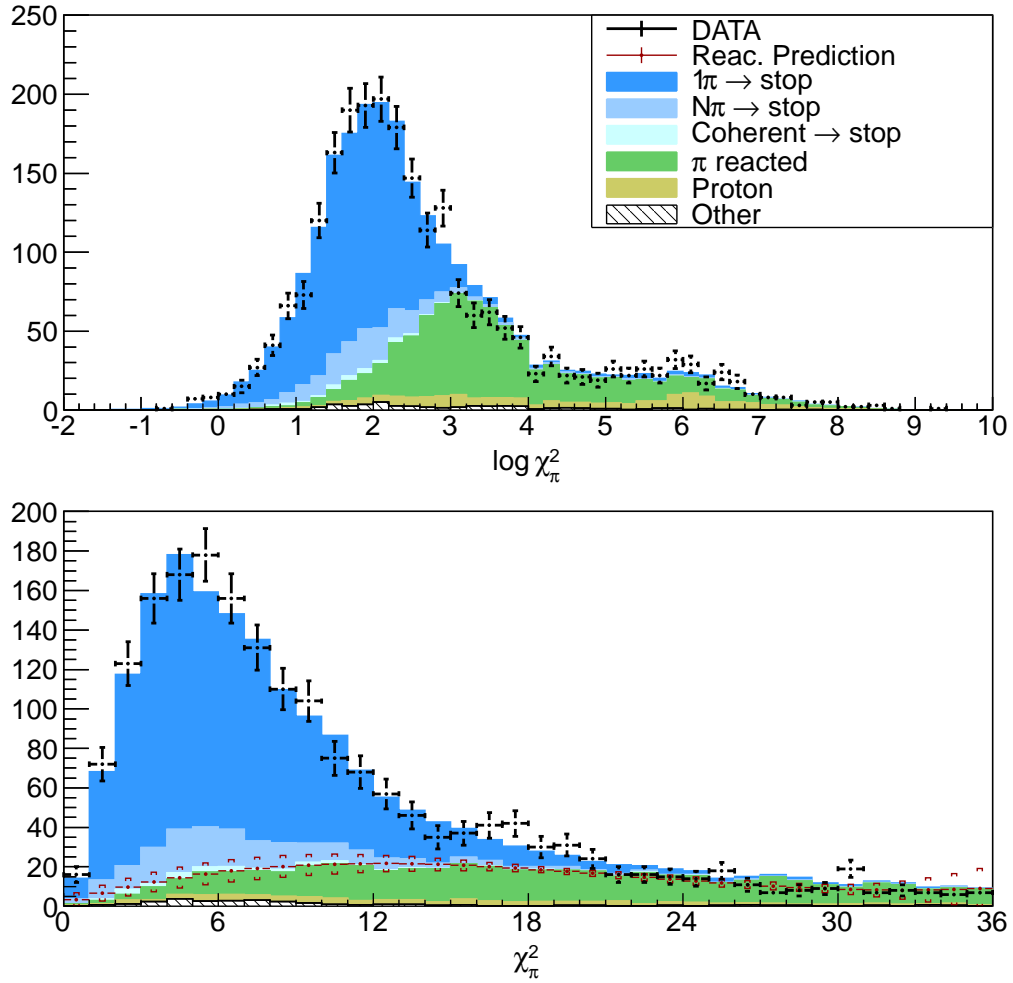 250
200
150
100
50
0
DATA
Reac. Prediction
1π → stop
Nπ → stop
Coherent → stop
π reacted
Proton
Other
-2 -1 0 1 2 3 4 5 6 7 8 9 10
log χ²π
200
180
160
140
120
100
80
60
40
20
0
0 6 12 18 24 30 36
χ²π